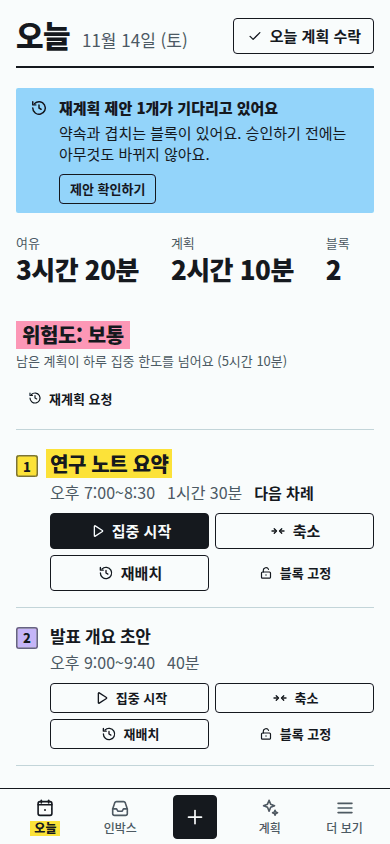 오늘 11월 14일 (토) 오늘 계획 수락
재계획 제안 1개가 기다리고 있어요
약속과 겹치는 블록이 있어요. 승인하기 전에는
아무것도 바뀌지 않아요.
제안 확인하기
여유 계획 블록
3시간 20분 2시간 10분 2
위험도: 보통
남은 계획이 하루 집중 한도를 넘어요 (5시간 10분)
재계획 요청
1 연구 노트 요약
오후 7:00~8:30 1시간 30분 다음 차례
집중 시작 축소
재배치 블록 고정
2 발표 개요 초안
오후 9:00~9:40 40분
집중 시작 축소
재배치 블록 고정
오늘 인박스 계획 더 보기